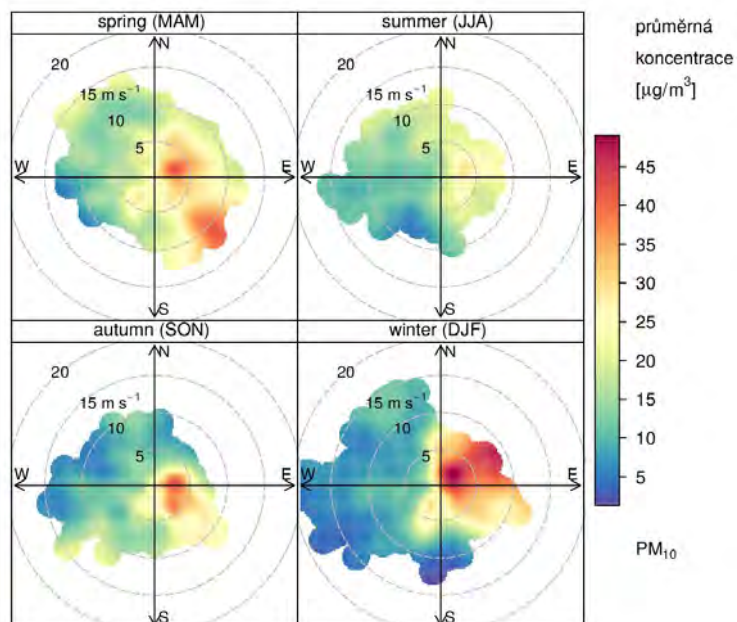 spring (MAM)
N
20
15 m s⁻¹
10
5
W
E
S
summer (JJA)
N
20
15 m s⁻¹
10
5
W
E
S
autumn (SON)
N
20
15 m s⁻¹
10
5
W
E
S
winter (DJF)
N
20
15 m s⁻¹
10
5
W
E
S
průměrná
koncentrace
[µg/m³]
45
40
35
30
25
20
15
10
5
PM₁₀